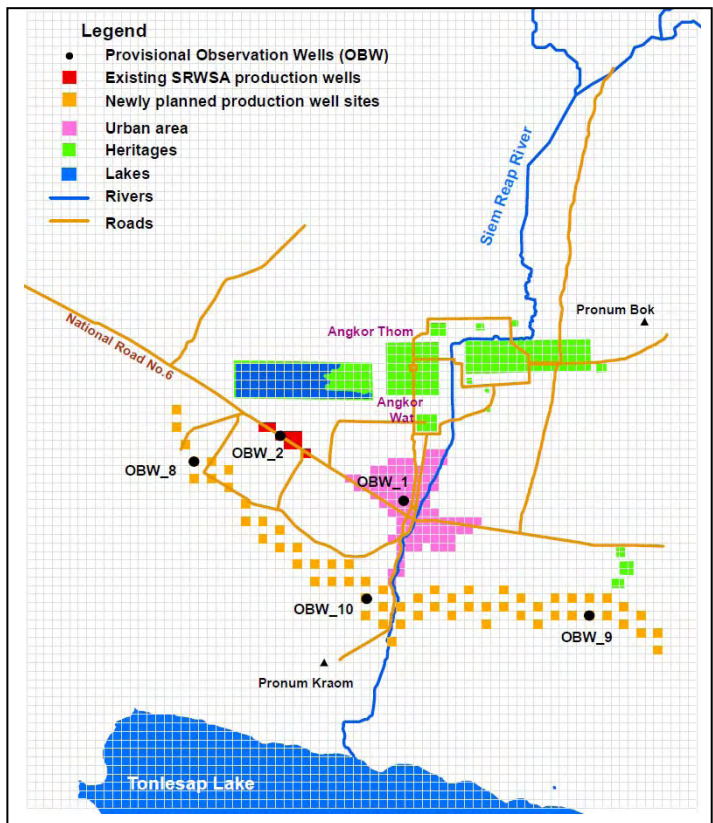 Legend
Provisional Observation Wells (OBW)
Existing SRWSA production wells
Newly planned production well sites
Urban area
Heritages
Lakes
Rivers
Roads
Siem Reap River
Pronum Bok
National Road No.6
Angkor Thom
Angkor
Wat
OBW_2
OBW_8
OBW_1
OBW_10
OBW_9
Pronum Kraom
Tonlesap Lake